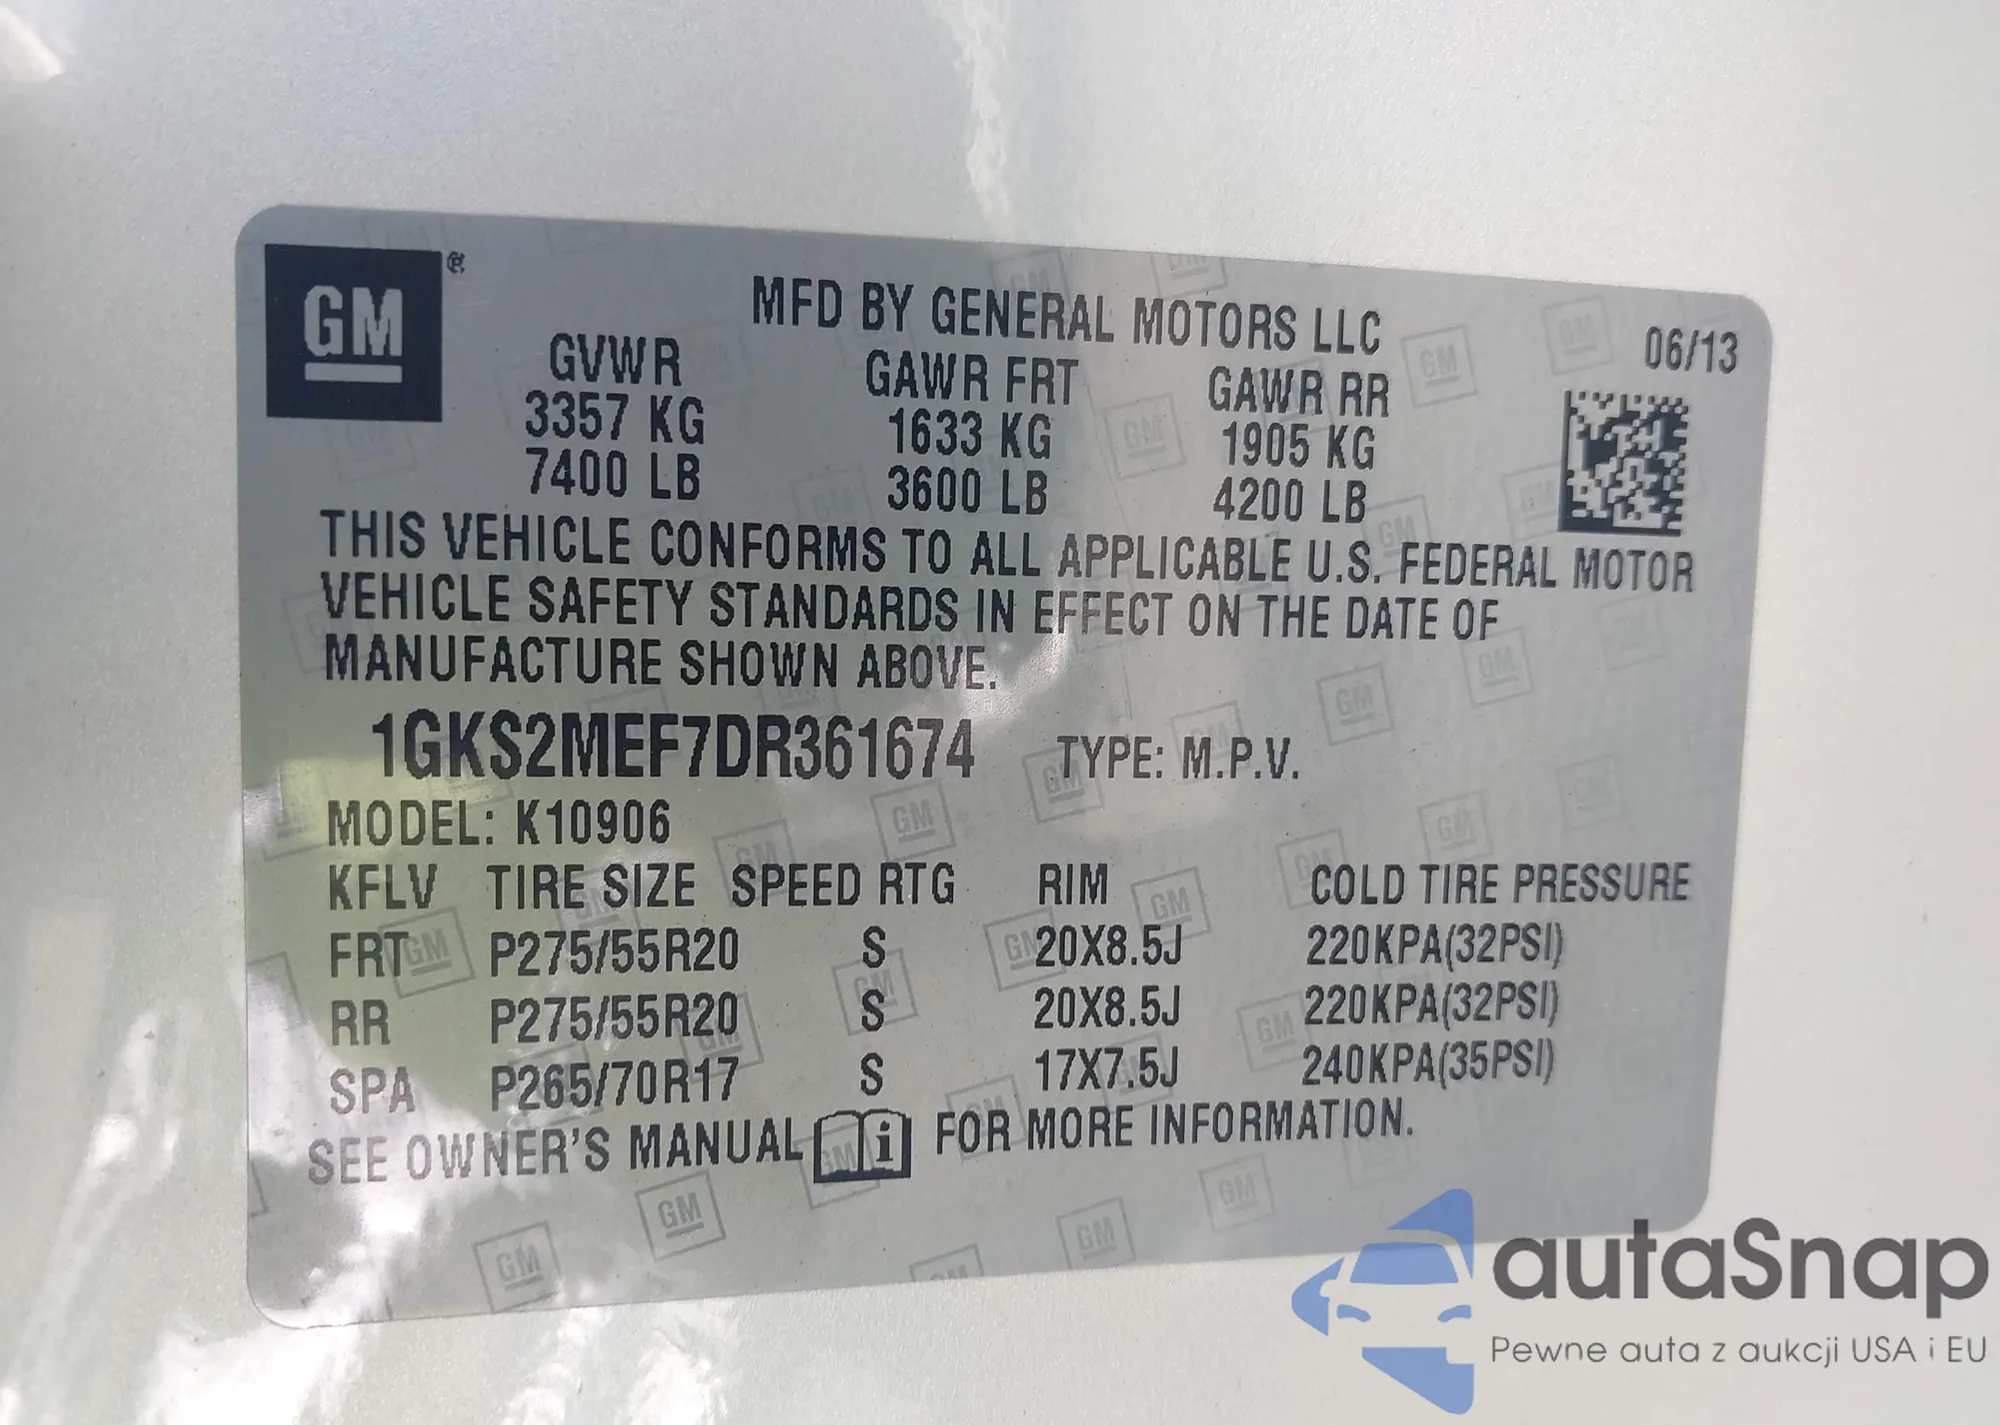 GM
MFD BY GENERAL MOTORS LLC
06/13
GVWR GAWR FRT GAWR RR
3357 KG 1633 KG 1905 KG
7400 LB 3600 LB 4200 LB
THIS VEHICLE CONFORMS TO ALL APPLICABLE U.S. FEDERAL MOTOR
VEHICLE SAFETY STANDARDS IN EFFECT ON THE DATE OF
MANUFACTURE SHOWN ABOVE.
1GKS2MEF7DR361674 TYPE: M.P.V.
MODEL: K10906
KFLV TIRE SIZE SPEED RTG RIM COLD TIRE PRESSURE
FRT P275/55R20 S 20X8.5J 220KPA(32PSI)
RR P275/55R20 S 20X8.5J 220KPA(32PSI)
SPA P265/70R17 S 17X7.5J 240KPA(35PSI)
SEE OWNER'S MANUAL i FOR MORE INFORMATION.
autaSnap
Pewne auta z aukcji USA i EU